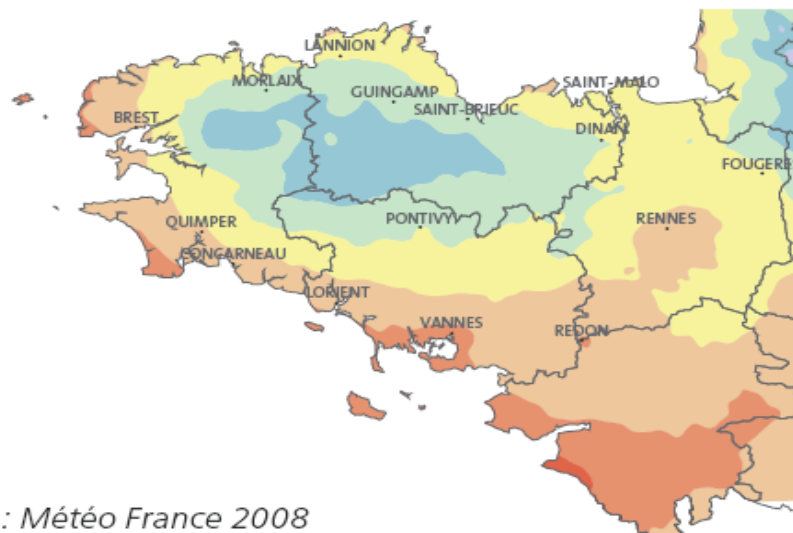 LANNION
MORLAIX
SAINT-MALO
GUINGAMP
SAINT-BRIEUC
BREST
DINAN
FOUGERE
QUIMPER
PONTIVY
RENNES
CONCARNEAU
LORIENT
VANNES
REDON
: Météo France 2008